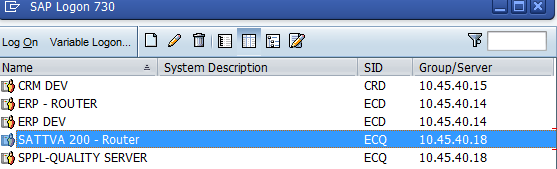 SAP Logon 730
Log On Variable Logon...
Name System Description SID Group/Server
CRM DEV CRD 10.45.40.15
ERP - ROUTER ECD 10.45.40.14
ERP DEV ECD 10.45.40.14
SATTVA 200 - Router ECQ 10.45.40.18
SPPL-QUALITY SERVER ECQ 10.45.40.18